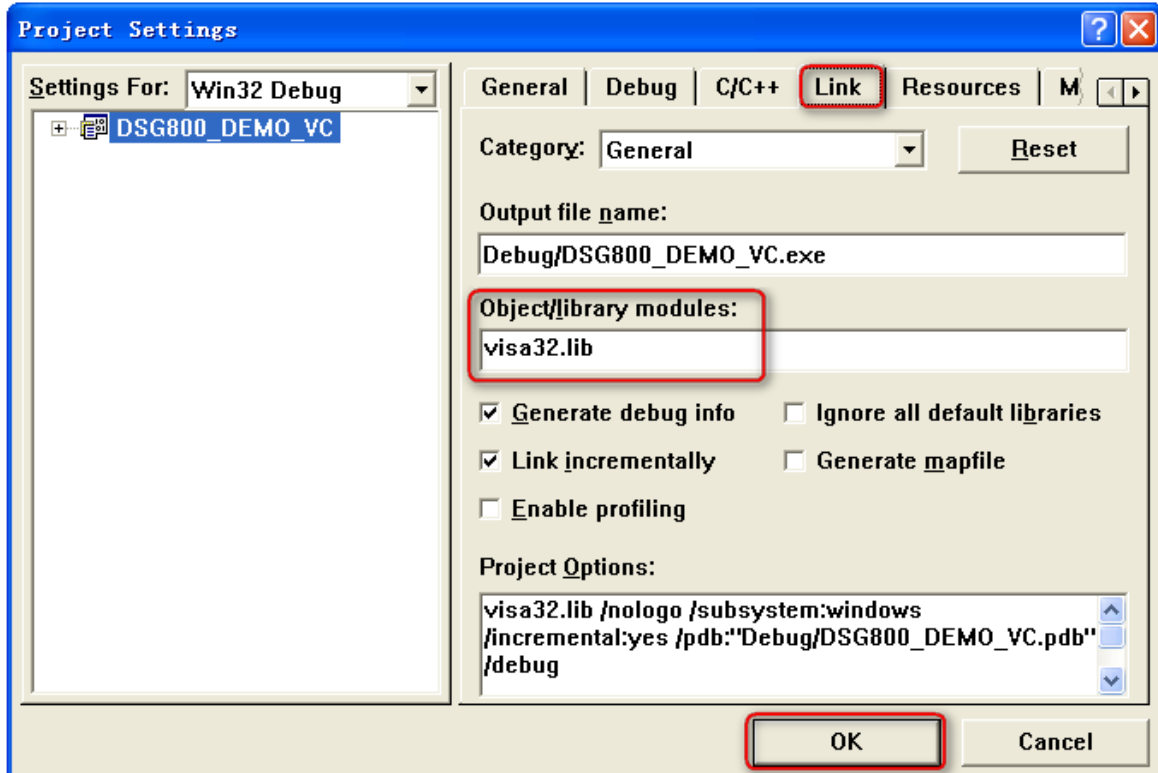 Project Settings
Settings For: Win32 Debug
DSG800_DEMO_VC
General Debug C/C++ Link Resources M
Category: General Reset
Output file name:
Debug/DSG800_DEMO_VC.exe
Object/library modules:
visa32.lib
Generate debug info Ignore all default libraries
Link incrementally Generate mapfile
Enable profiling
Project Options:
visa32.lib /nologo /subsystem:windows
/incremental:yes /pdb:"Debug/DSG800_DEMO_VC.pdb"
/debug
OK Cancel